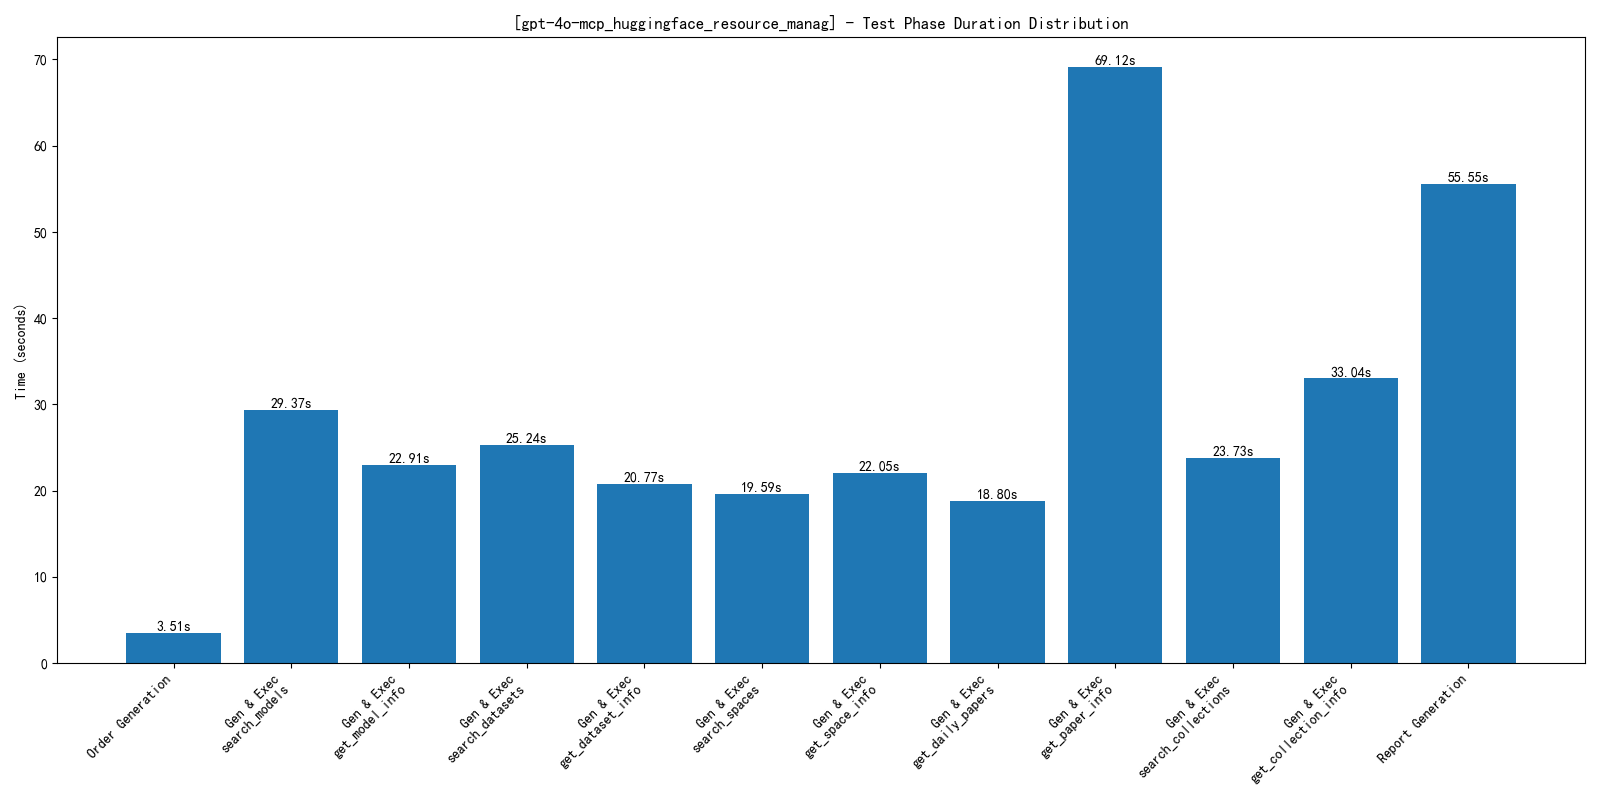 [gpt-4o-mcp_huggingface_resource_manag] - Test Phase Duration Distribution
Time (seconds)
70
60
50
40
30
20
10
0
3.51s
29.37s
22.91s
25.24s
20.77s
19.59s
22.05s
18.80s
69.12s
23.73s
33.04s
55.55s
Order Generation
Gen & Exec
search_models
Gen & Exec
get_model_info
Gen & Exec
search_datasets
Gen & Exec
get_dataset_info
Gen & Exec
search_spaces
Gen & Exec
get_space_info
Gen & Exec
get_daily_papers
Gen & Exec
get_paper_info
Gen & Exec
search_collections
Gen & Exec
get_collection_info
Report Generation